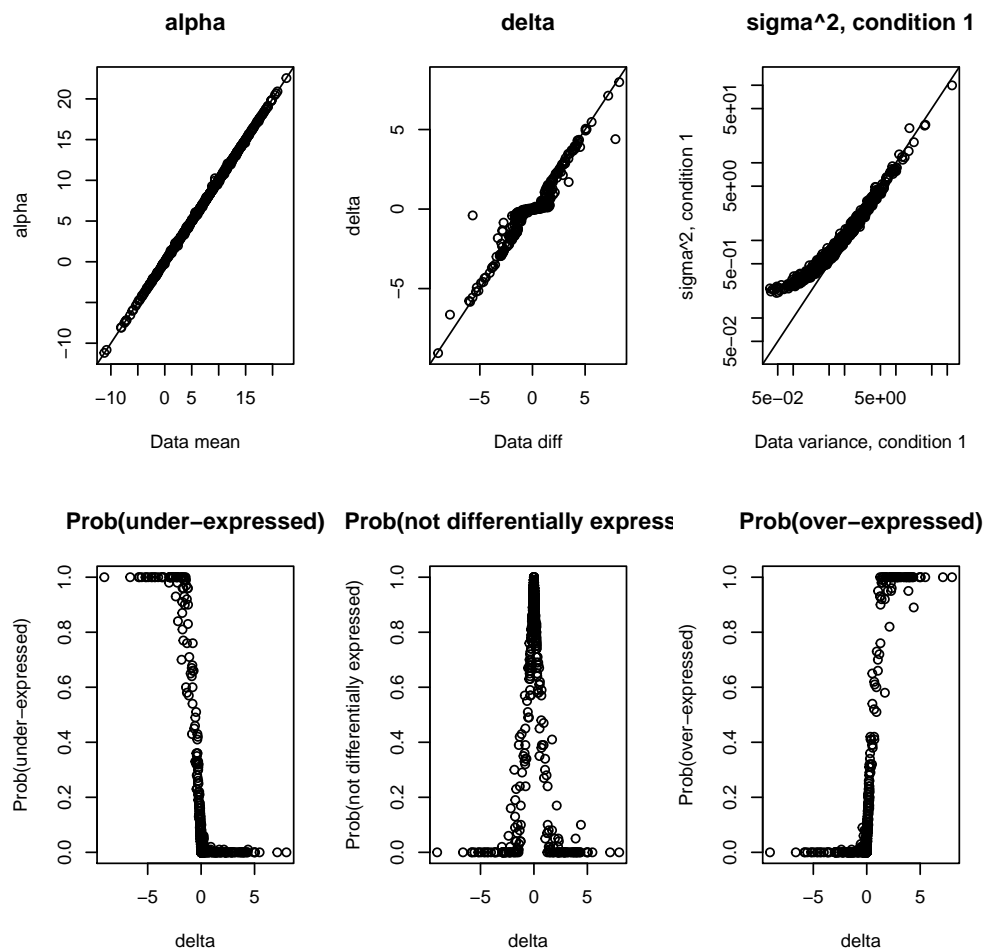 alpha
alpha
20
15
10
5
0
−10
−10
0
5
15
Data mean
delta
delta
5
0
−5
−5
0
5
Data diff
sigma^2, condition 1
sigma^2, condition 1
5e+01
5e+00
5e−01
5e−02
5e−02
5e+00
Data variance, condition 1
Prob(under−expressed)
Prob(under−expressed)
1.0
0.8
0.6
0.4
0.2
0.0
−5
0
5
delta
Prob(not differentially express
Prob(not differentially expressed)
1.0
0.8
0.6
0.4
0.2
0.0
−5
0
5
delta
Prob(over−expressed)
Prob(over−expressed)
1.0
0.8
0.6
0.4
0.2
0.0
−5
0
5
delta